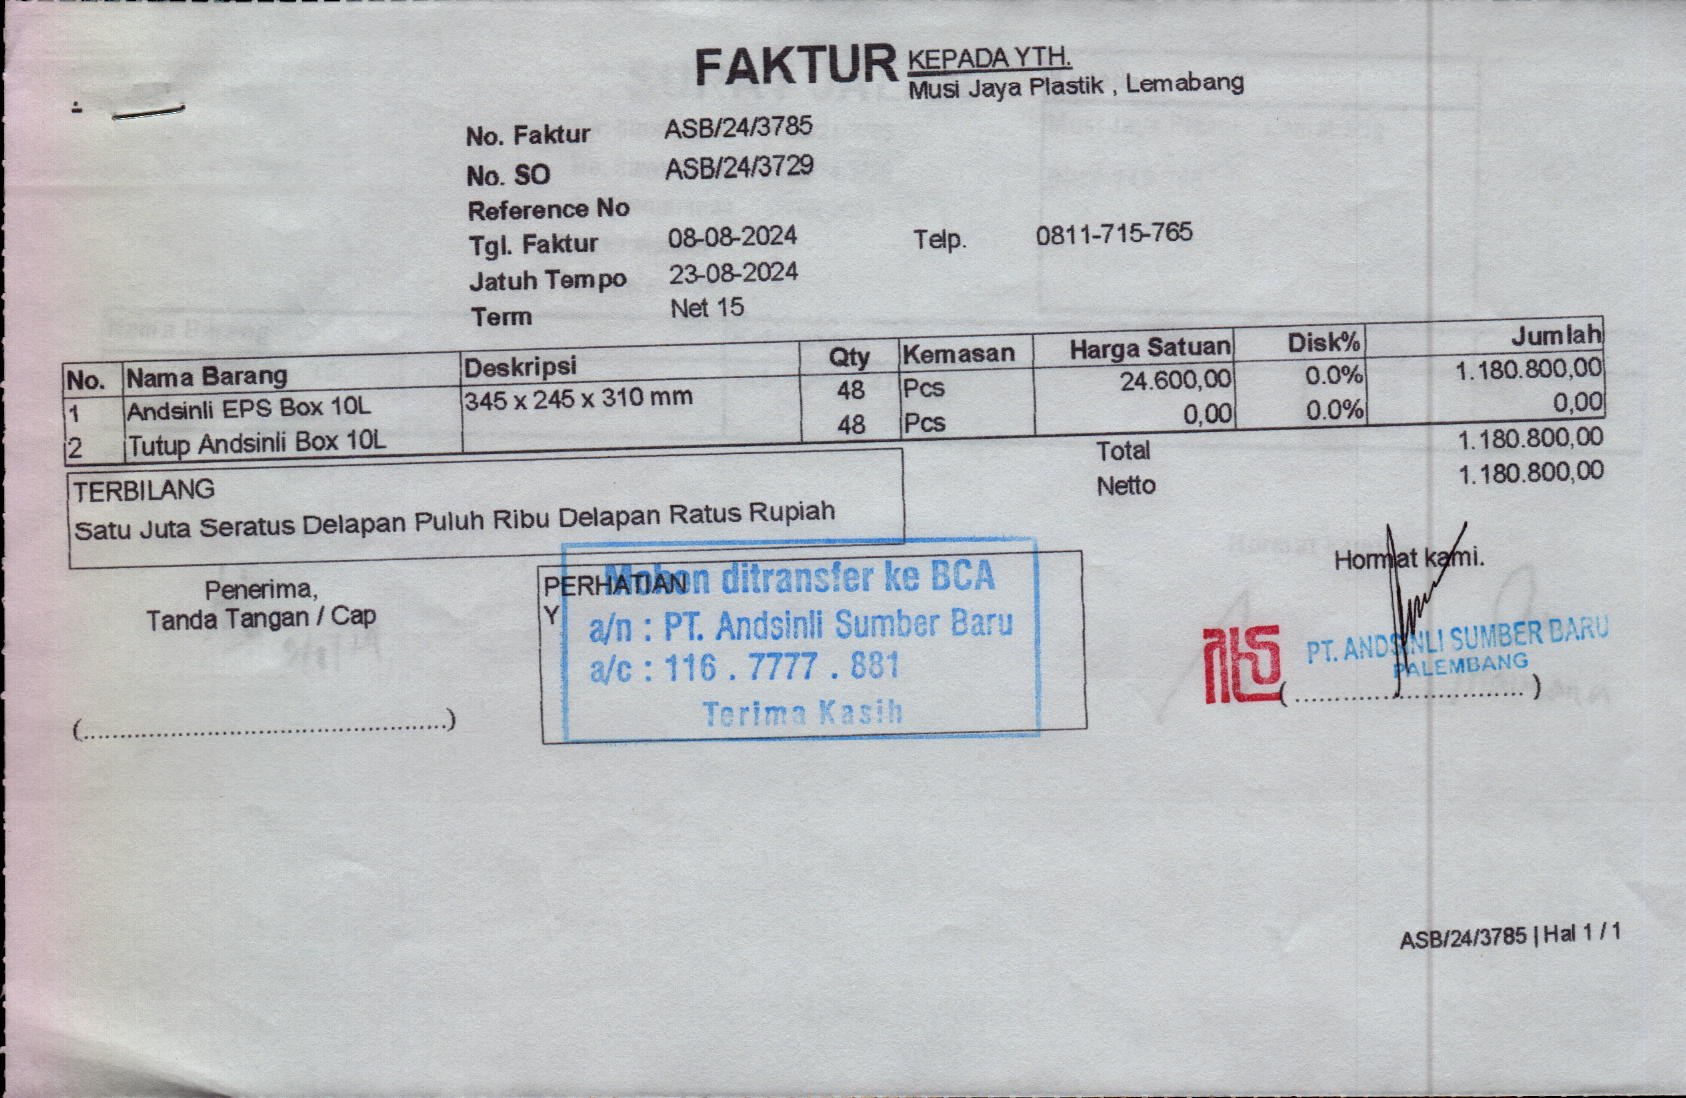 FAKTUR
KEPADA YTH.
Musi Jaya Plastik , Lemabang
No. Faktur ASB/24/3785
No. SO ASB/24/3729
Reference No
Tgl. Faktur 08-08-2024 Telp. 0811-715-765
Jatuh Tempo 23-08-2024
Term Net 15
No. Nama Barang Deskripsi Qty Kemasan Harga Satuan Disk% Jumlah
1 Andsinli EPS Box 10L 345 x 245 x 310 mm 48 Pcs 24.600,00 0.0% 1.180.800,00
2 Tutup Andsinli Box 10L 48 Pcs 0,00 0.0% 0,00
Total 1.180.800,00
Netto 1.180.800,00
TERBILANG
Satu Juta Seratus Delapan Puluh Ribu Delapan Ratus Rupiah
Penerima,
Tanda Tangan / Cap
(..................................................)
PERHATIAN
Y
Mohon ditransfer ke BCA
a/n : PT. Andsinli Sumber Baru
a/c : 116 . 7777 . 881
Terima Kasih
Hormat kami.
PT. ANDSINLI SUMBER BARU
PALEMBANG
(................................)
ASB/24/3785 | Hal 1 / 1